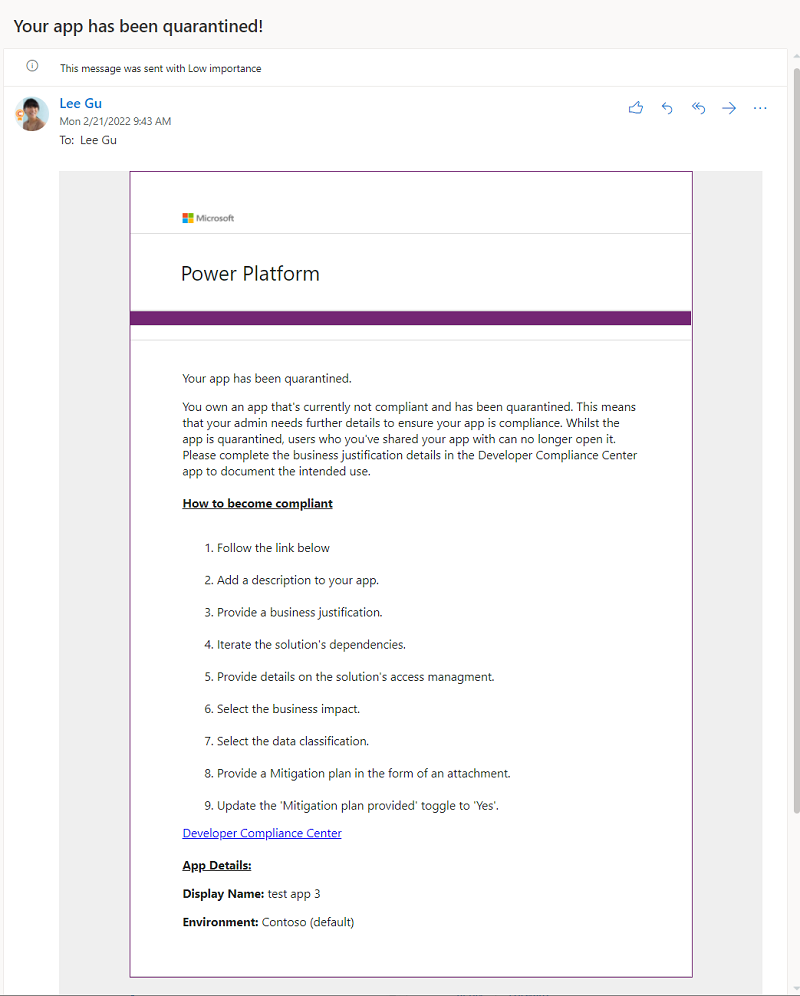 Your app has been quarantined!
This message was sent with Low importance
Lee Gu
Mon 2/21/2022 9:43 AM
To: Lee Gu
Microsoft
Power Platform
Your app has been quarantined.
You own an app that's currently not compliant and has been quarantined. This means
that your admin needs further details to ensure your app is compliance. Whilst the
app is quarantined, users who you've shared your app with can no longer open it.
Please complete the business justification details in the Developer Compliance Center
app to document the intended use.
How to become compliant
1. Follow the link below
2. Add a description to your app.
3. Provide a business justification.
4. Iterate the solution's dependencies.
5. Provide details on the solution's access managment.
6. Select the business impact.
7. Select the data classification.
8. Provide a Mitigation plan in the form of an attachment.
9. Update the 'Mitigation plan provided' toggle to 'Yes'.
Developer Compliance Center
App Details:
Display Name: test app 3
Environment: Contoso (default)